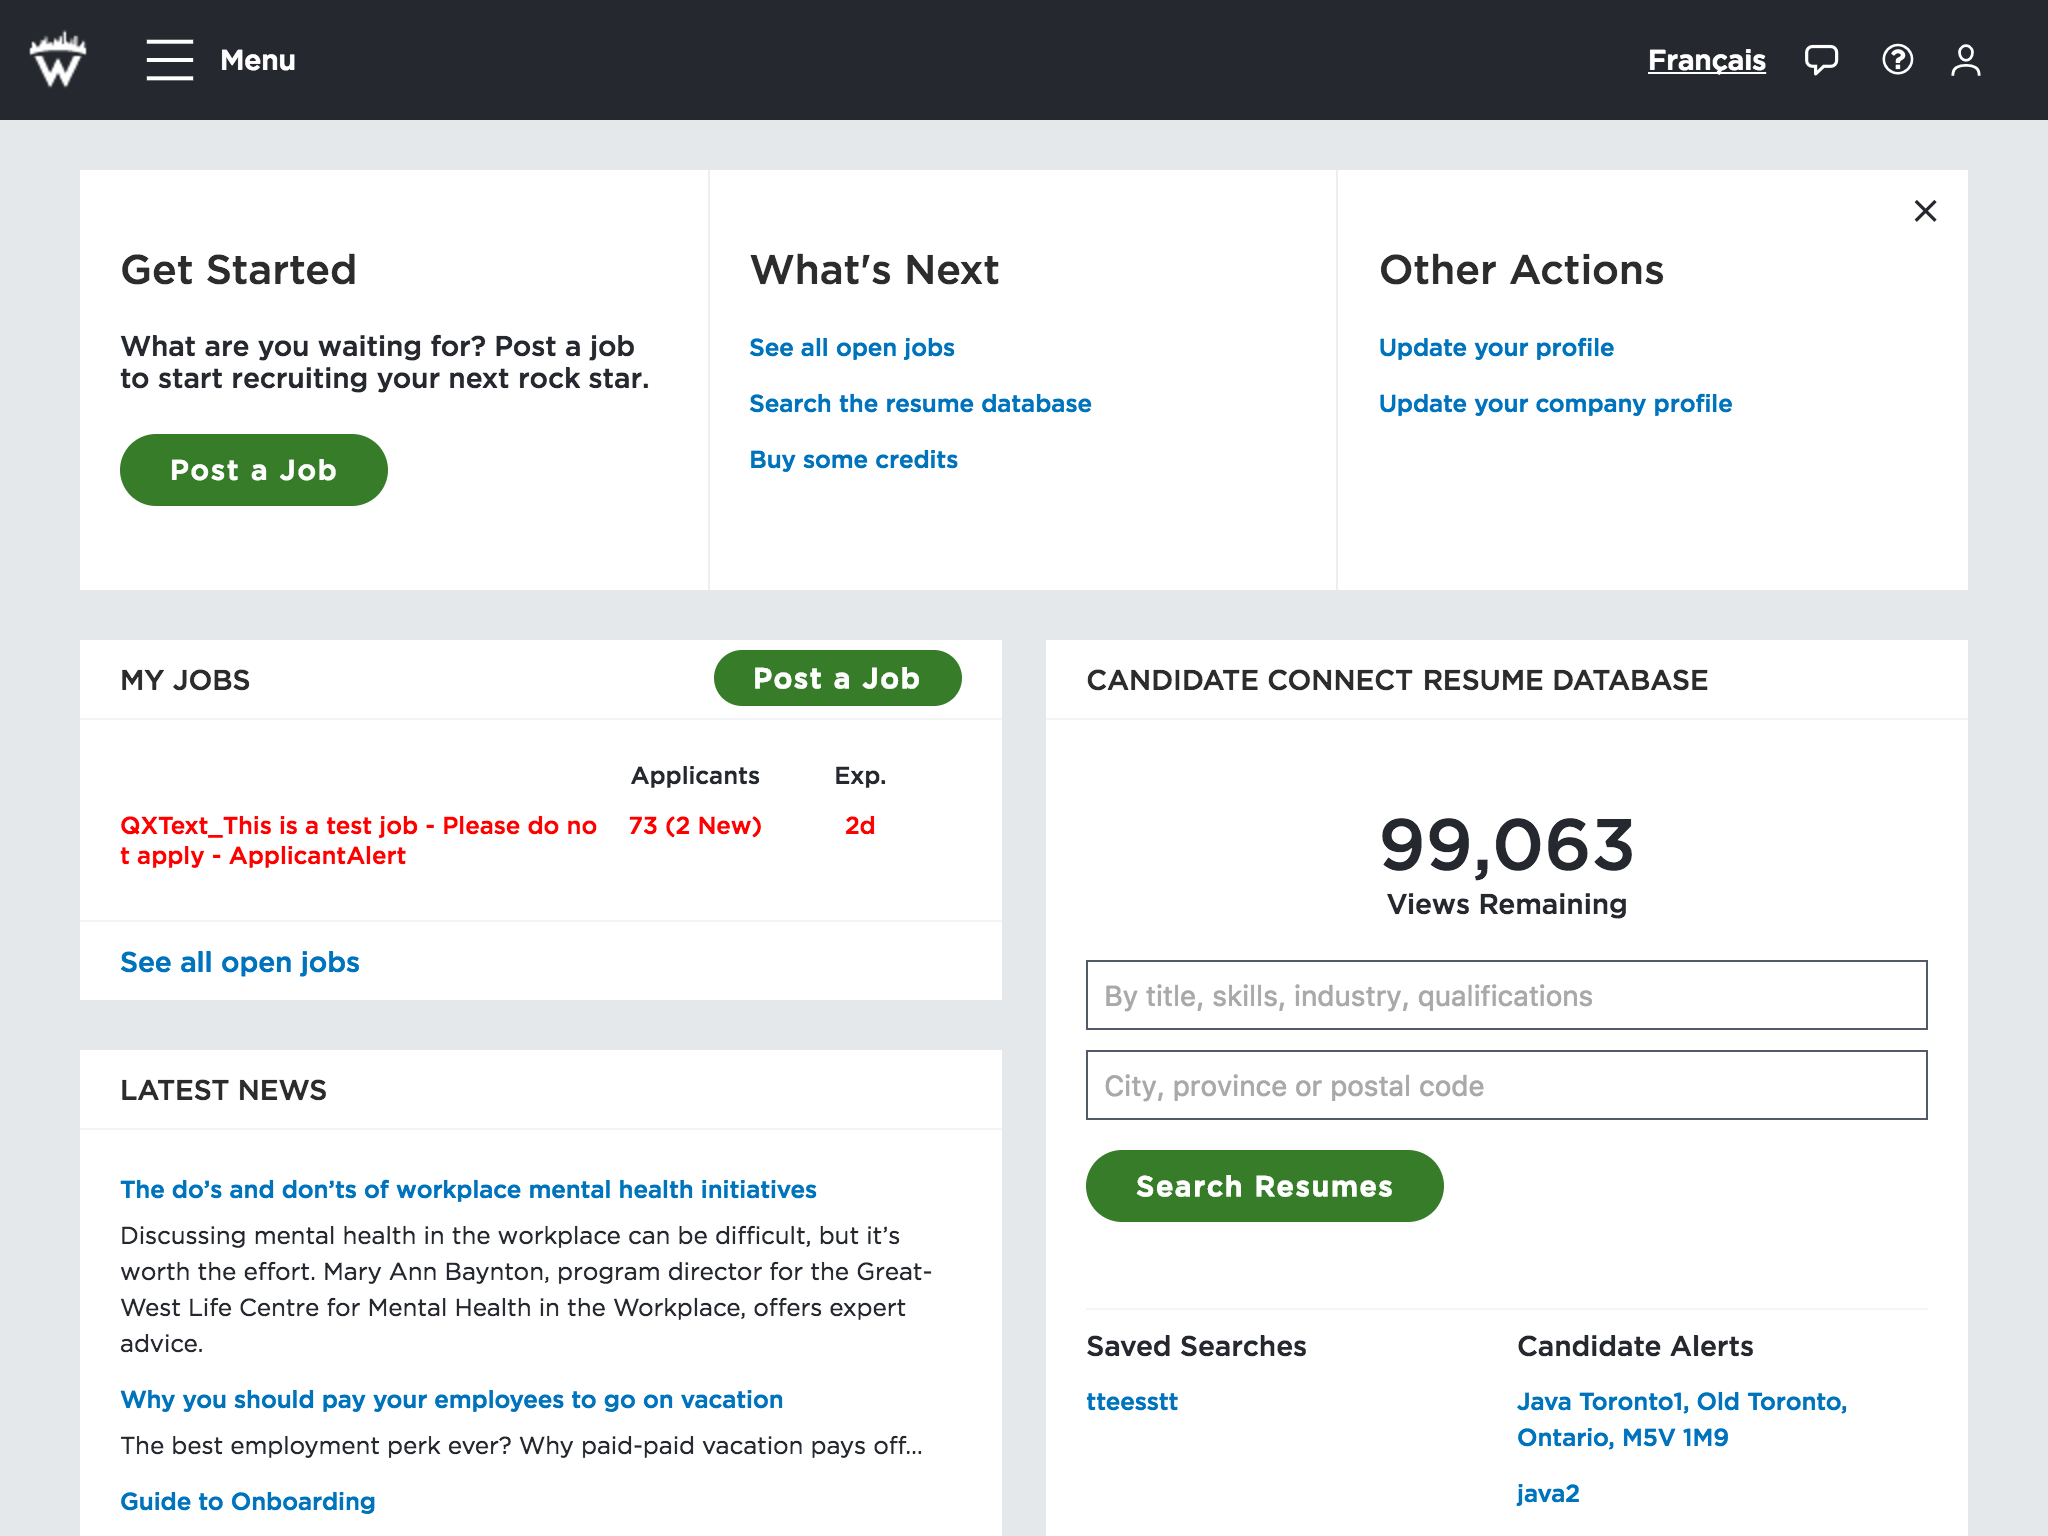 W
Menu
Français
Get Started
What are you waiting for? Post a job
to start recruiting your next rock star.
Post a Job
What's Next
See all open jobs
Search the resume database
Buy some credits
Other Actions
Update your profile
Update your company profile
MY JOBS
Post a Job
Applicants Exp.
QXText_This is a test job - Please do no 73 (2 New) 2d
t apply - ApplicantAlert
See all open jobs
LATEST NEWS
The do’s and don’ts of workplace mental health initiatives
Discussing mental health in the workplace can be difficult, but it’s
worth the effort. Mary Ann Baynton, program director for the Great-
West Life Centre for Mental Health in the Workplace, offers expert
advice.
Why you should pay your employees to go on vacation
The best employment perk ever? Why paid-paid vacation pays off...
Guide to Onboarding
CANDIDATE CONNECT RESUME DATABASE
99,063
Views Remaining
By title, skills, industry, qualifications
City, province or postal code
Search Resumes
Saved Searches
tteesstt
Candidate Alerts
Java Toronto1, Old Toronto,
Ontario, M5V 1M9
java2